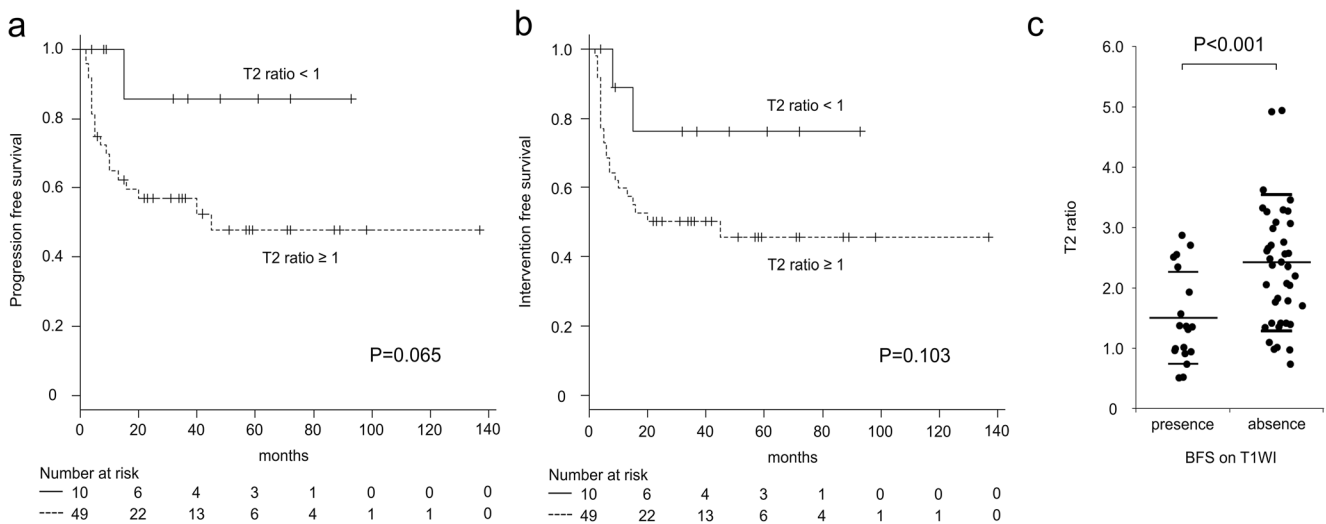 a
Progression free survival
1.0
0.8
0.6
0.4
0.2
0
T2 ratio < 1
T2 ratio ≥ 1
P=0.065
0 20 40 60 80 100 120 140
months
Number at risk
10 6 4 3 1 0 0 0
49 22 13 6 4 1 1 0
b
Intervention free survival
1.0
0.8
0.6
0.4
0.2
0
T2 ratio < 1
T2 ratio ≥ 1
P=0.103
0 20 40 60 80 100 120 140
months
Number at risk
10 6 4 3 1 0 0 0
49 22 13 6 4 1 1 0
c
T2 ratio
6.0
5.0
4.0
3.0
2.0
1.0
0
P<0.001
presence absence
BFS on T1WI